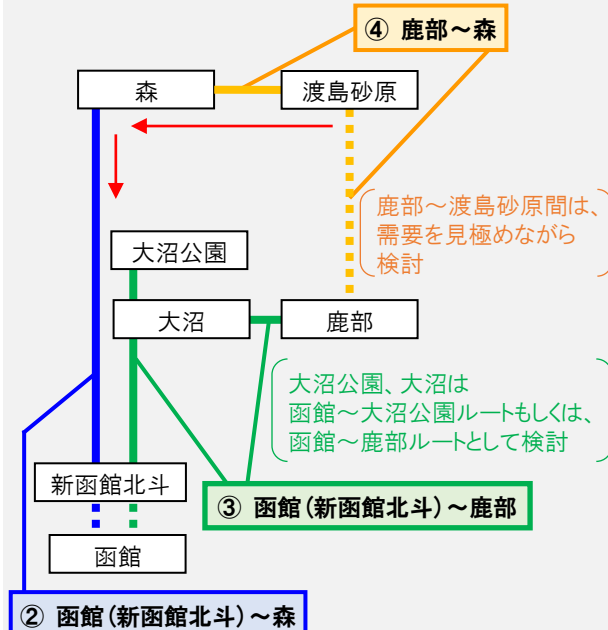 ④ 鹿部～森
森
渡島砂原
鹿部～渡島砂原間は、
需要を見極めながら
検討
大沼公園
大沼
鹿部
大沼公園、大沼は
函館～大沼公園ルートもしくは、
函館～鹿部ルートとして検討
新函館北斗
③ 函館(新函館北斗)～鹿部
函館
② 函館(新函館北斗)～森